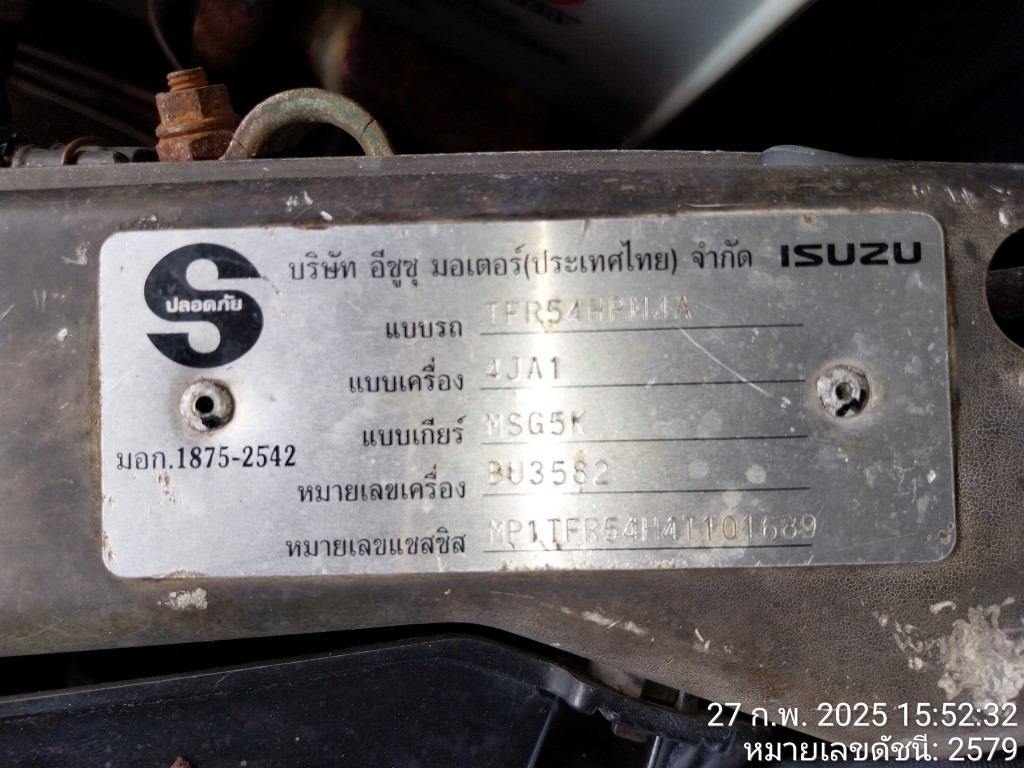 บริษัท อีซูซุ มอเตอร์(ประเทศไทย) จำกัด ISUZU
S
ปลอดภัย
แบบรถ TFR54HPM4A
แบบเครื่อง 4JA1
แบบเกียร์ MSG5K
มอก.1875-2542
หมายเลขเครื่อง BU3582
หมายเลขแชสซิส MP1TFR54H4T101689
27 ก.พ. 2025 15:52:32
หมายเลขดัชนี: 2579